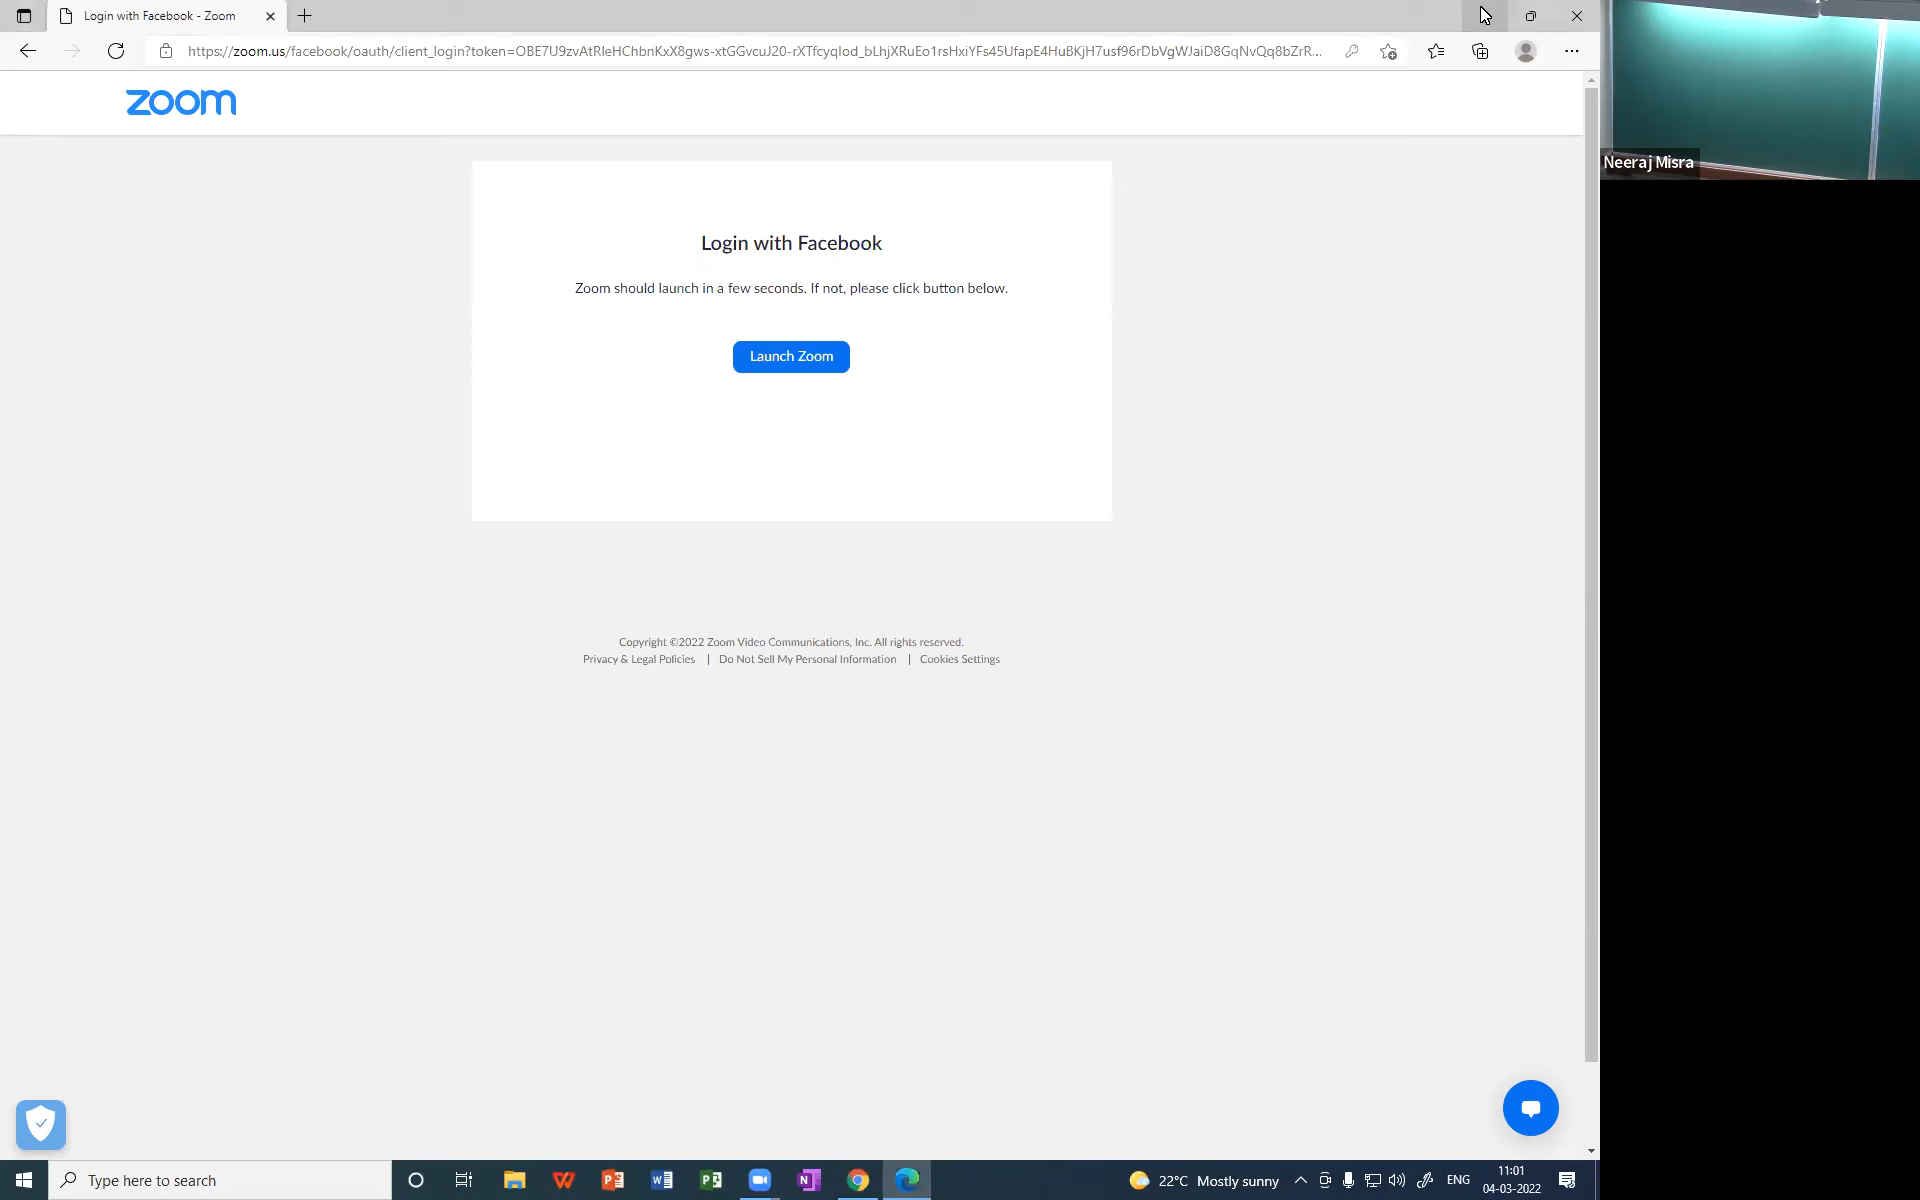 Login with Facebook - Zoom
https://zoom.us/facebook/oauth/client_login?token=OBE7U9zvAtRIeHChbnKxX8gws-xtGGvcuJ20-rXTfcyqIod_bLhjXRuEo1rsHxiYFs45UfapE4HuBKjH7usf96rDbVgWJaiD8GqNvQq8bZrR...
zoom
Neeraj Misra
Login with Facebook
Zoom should launch in a few seconds. If not, please click button below.
Launch Zoom
Copyright ©2022 Zoom Video Communications, Inc. All rights reserved.
Privacy & Legal Policies | Do Not Sell My Personal Information | Cookies Settings
Type here to search
22°C Mostly sunny
ENG
11:01
04-03-2022